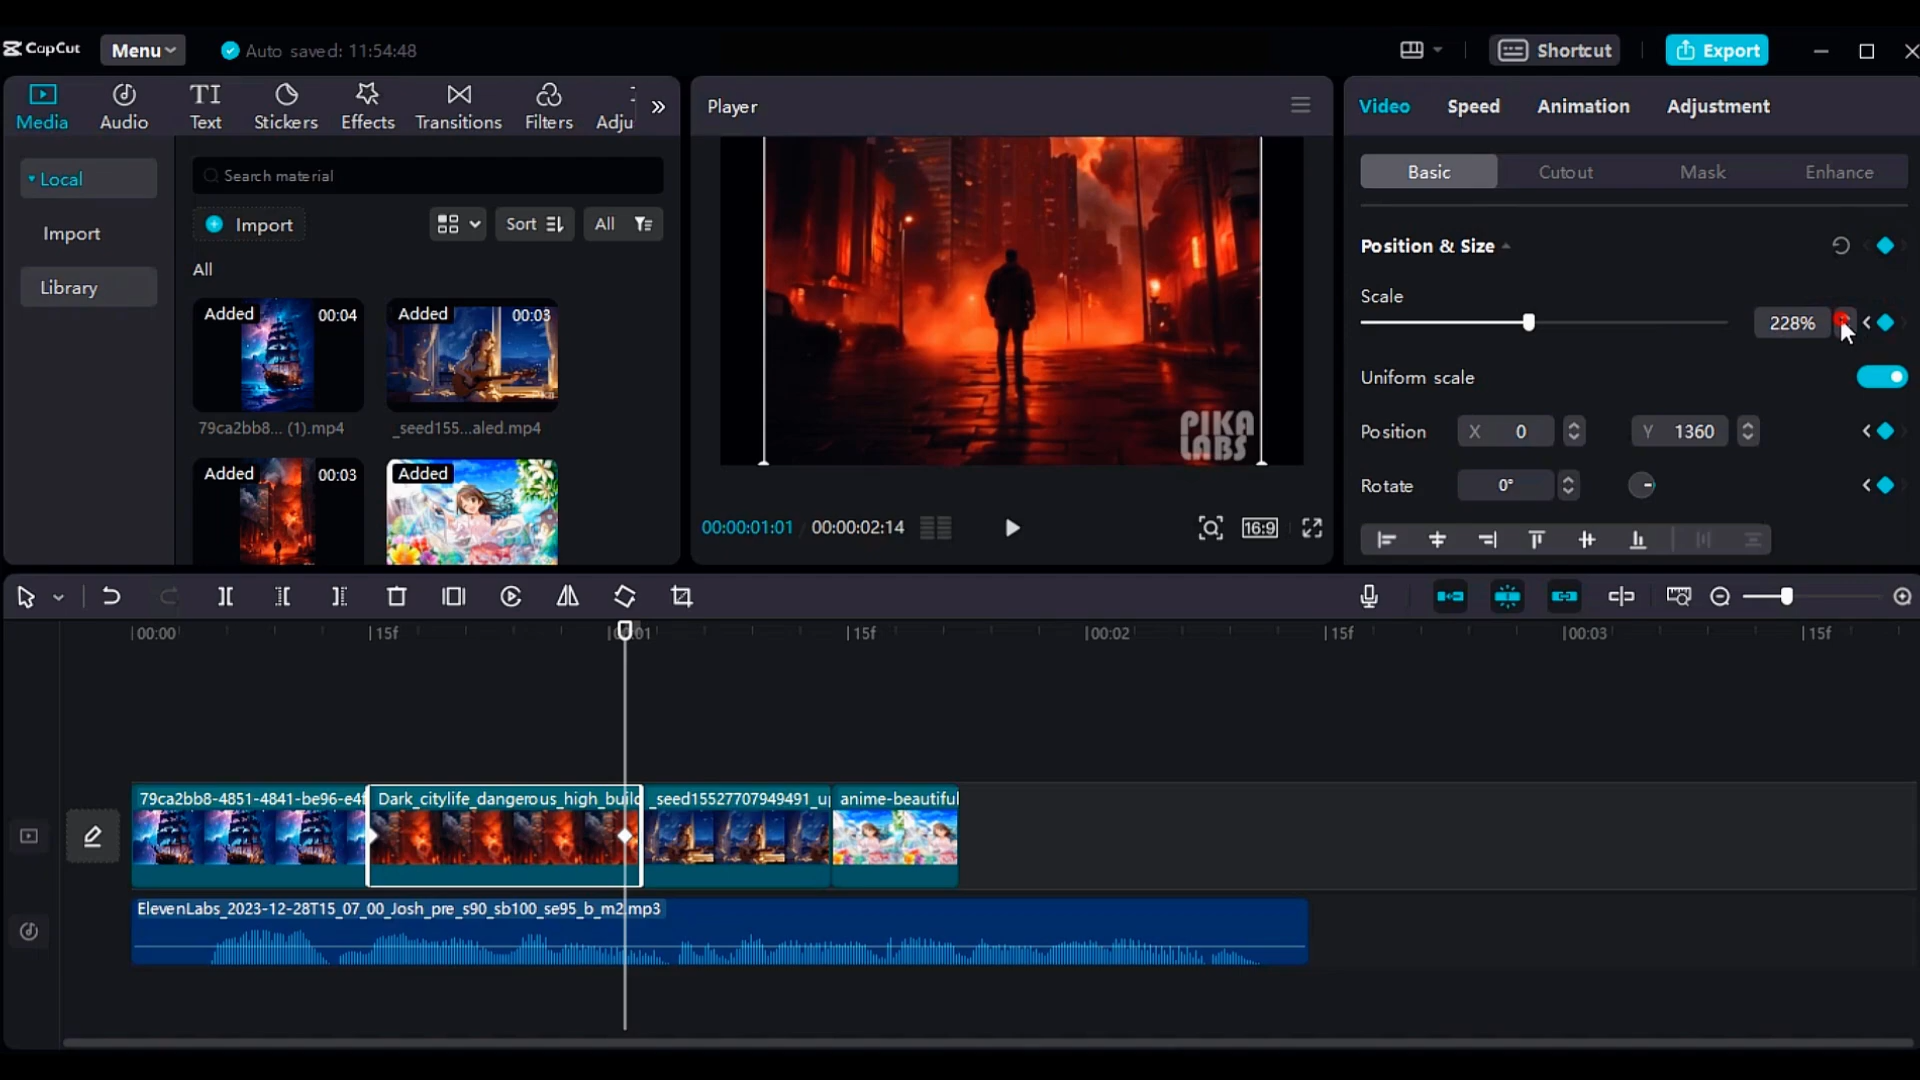 CapCut
Menu
Auto saved: 11:54:48
Shortcut
Export
Media
Audio
TI
Text
Stickers
Effects
Transitions
Filters
Adju
Player
Video
Speed
Animation
Adjustment
Local
Import
Library
Search material
Import
Sort
All
All
Added
00:04
79ca2bb8... (1).mp4
Added
00:03
_seed155...aled.mp4
Added
00:03
Added
PIKA
LABS
00:00:01:01
00:00:02:14
16:9
Basic
Cutout
Mask
Enhance
Position & Size
Scale
228%
Uniform scale
Position
X
0
Y
1360
Rotate
0°
00:00
15f
00:01
15f
00:02
15f
00:03
15f
79ca2bb8-4851-4841-be96-e4f
Dark_citylife_dangerous_high_build
_seed15527707949491_u
anime-beautiful
ElevenLabs_2023-12-28T15_07_00_Josh_pre_s90_sb100_se95_b_m2.mp3